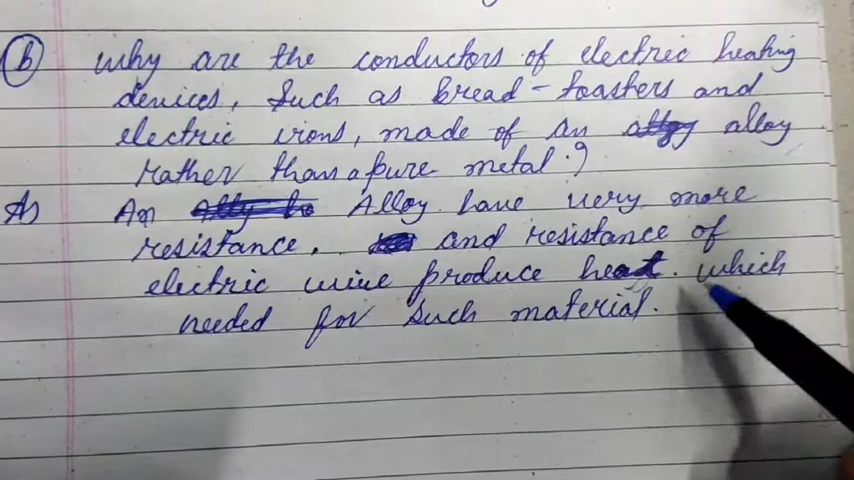 (b) why are the conductors of electric heating
devices, Such as bread-toasters and
electric irons, made of an alloy
rather than a pure metal?
An Alloy have very more
resistance. and resistance of
electric wire produce heat. which
needed for such material.